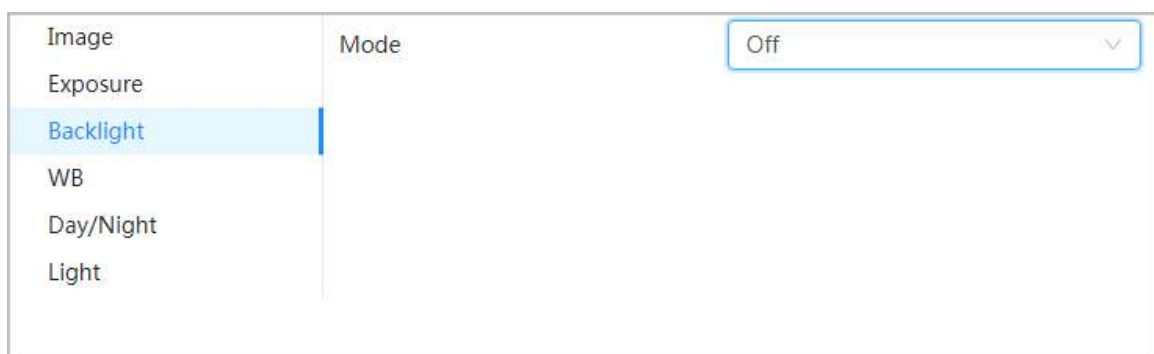 Image
Exposure
Backlight
WB
Day/Night
Light
Mode Off